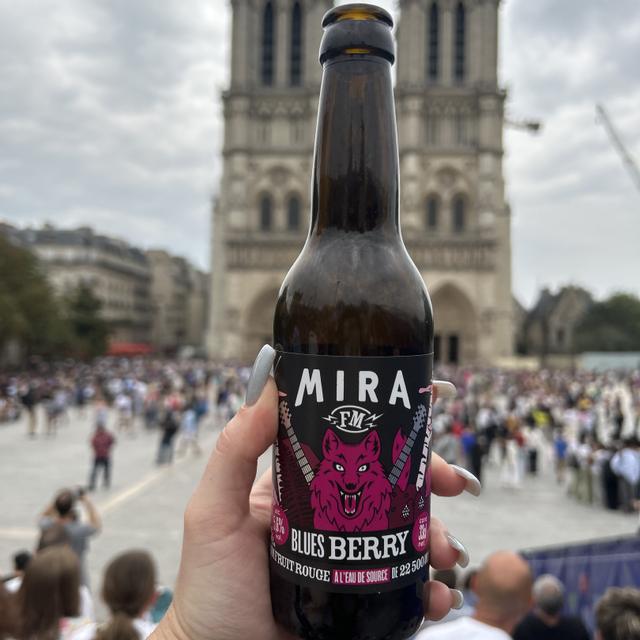 MIRA
FM
BLUES BERRY
FRUIT ROUGE À L'EAU DE SOURCE DE 22 500